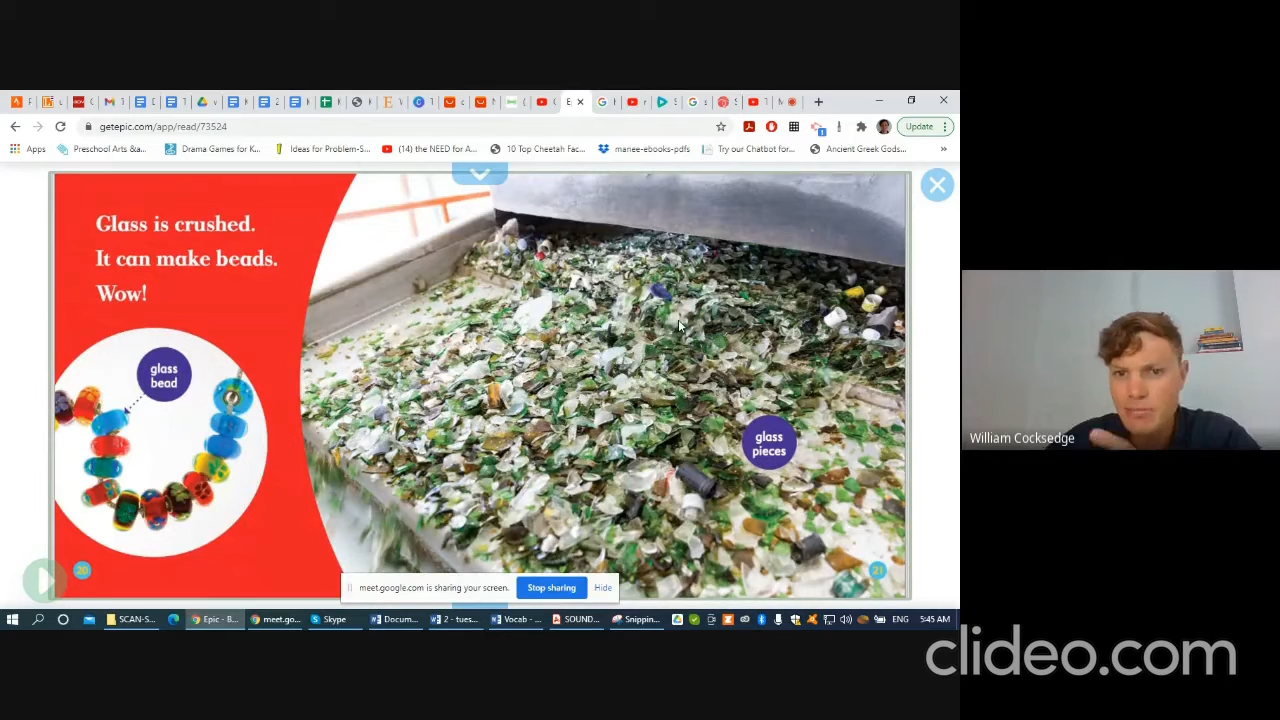 getepic.com/app/read/73524
Update
Apps
Preschool Arts &a...
Drama Games for K...
Ideas for Problem-S...
(14) the NEED for A...
10 Top Cheetah Fac...
manee-ebooks-pdfs
Try our Chatbot for...
Ancient Greek Gods...
Glass is crushed.
It can make beads.
Wow!
glass
bead
glass
pieces
20
21
William Cocksedge
meet.google.com is sharing your screen.
Stop sharing
Hide
SCAN-S...
Epic - B...
meet.go...
Skype
Docum...
2 - tues...
Vocab - ...
SOUND...
Snippin...
ENG
5:45 AM
clideo.com